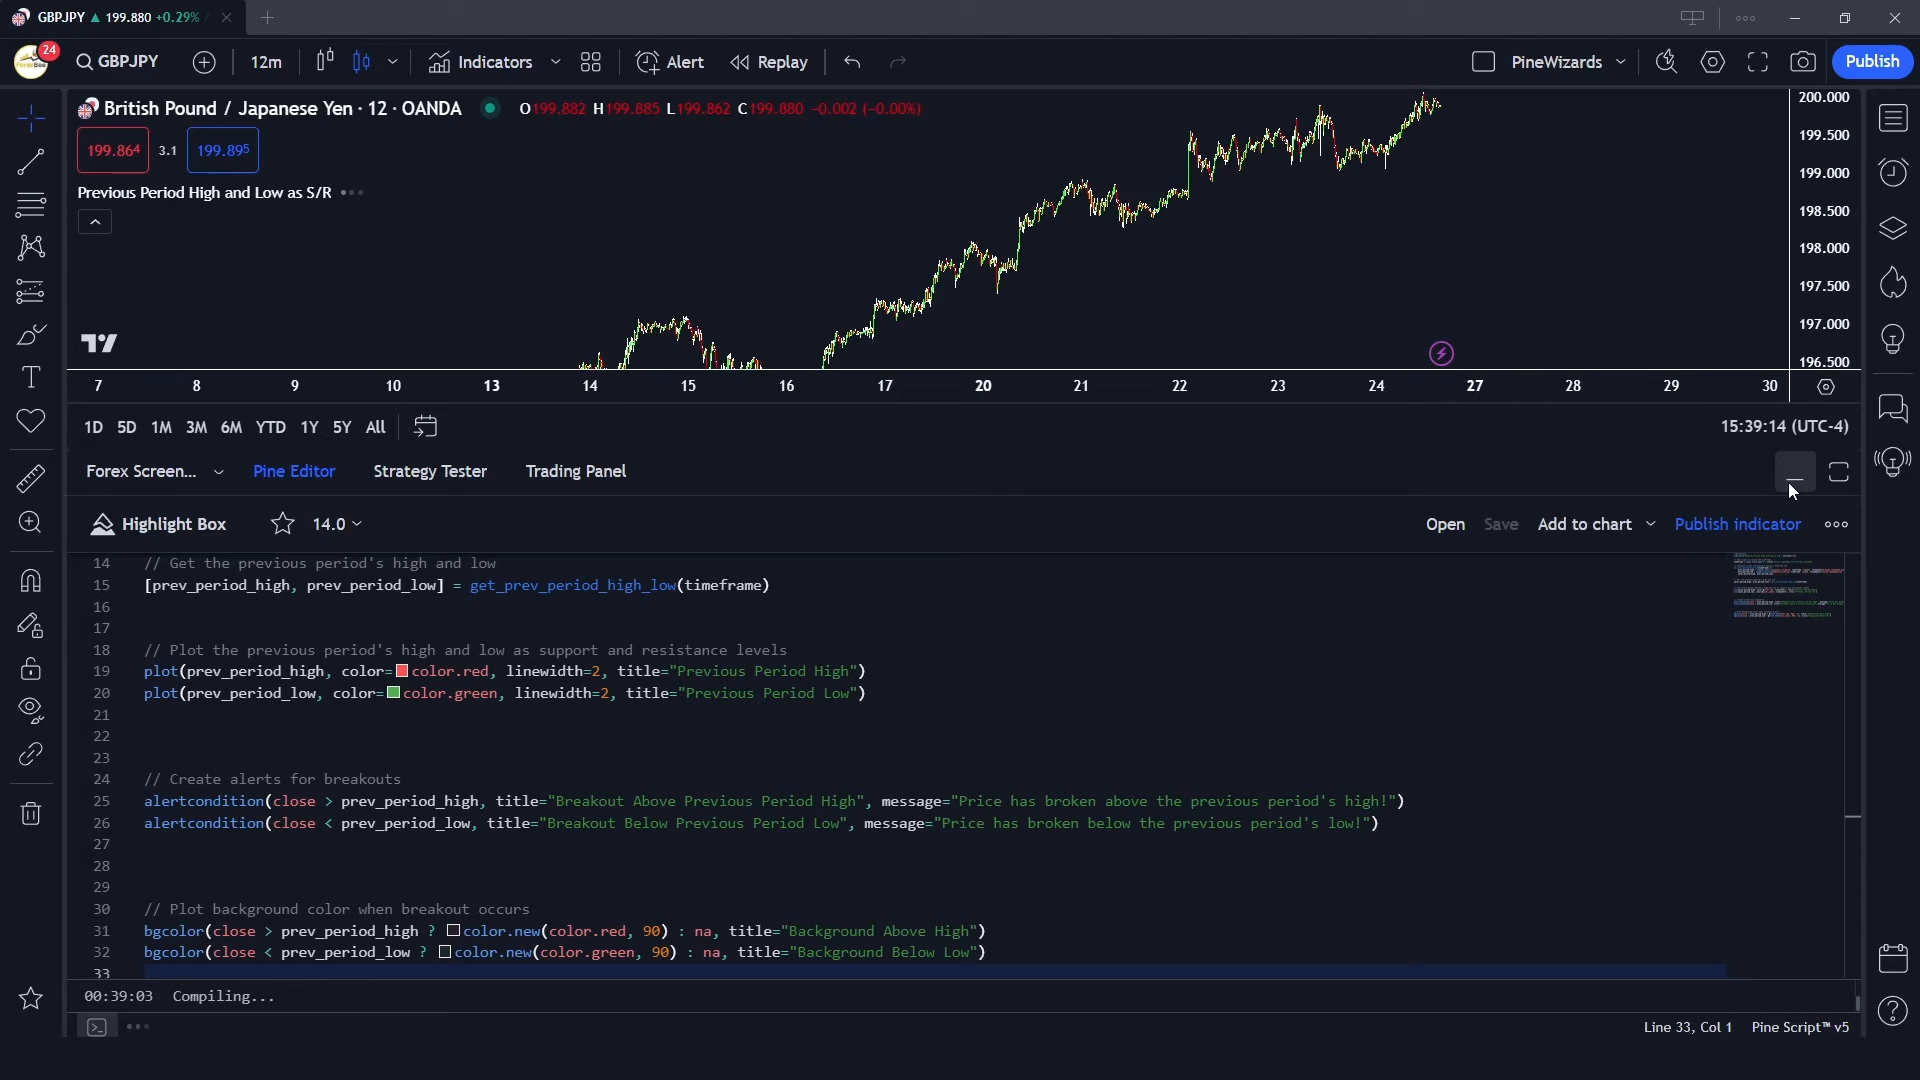 GBPJPY ▲ 199.880 +0.29% /
24
GBPJPY
12m
Indicators
Alert
Replay
PineWizards
Publish
British Pound / Japanese Yen · 12 · OANDA
O199.882 H199.885 L199.862 C199.880 -0.002 (-0.00%)
199.864
3.1
199.895
Previous Period High and Low as S/R
200.000
199.500
199.000
198.500
198.000
197.500
197.000
196.500
7 8 9 10 13 14 15 16 17 20 21 22 23 24 27 28 29 30
1D 5D 1M 3M 6M YTD 1Y 5Y All
15:39:14 (UTC-4)
Forex Screen... Pine Editor Strategy Tester Trading Panel
Highlight Box
14.0
Open Save Add to chart Publish indicator
14 // Get the previous period's high and low
15 [prev_period_high, prev_period_low] = get_prev_period_high_low(timeframe)
16
17
18 // Plot the previous period's high and low as support and resistance levels
19 plot(prev_period_high, color=color.red, linewidth=2, title="Previous Period High")
20 plot(prev_period_low, color=color.green, linewidth=2, title="Previous Period Low")
21
22
23
24 // Create alerts for breakouts
25 alertcondition(close > prev_period_high, title="Breakout Above Previous Period High", message="Price has broken above the previous period's high!")
26 alertcondition(close < prev_period_low, title="Breakout Below Previous Period Low", message="Price has broken below the previous period's low!")
27
28
29
30 // Plot background color when breakout occurs
31 bgcolor(close > prev_period_high ? color.new(color.red, 90) : na, title="Background Above High")
32 bgcolor(close < prev_period_low ? color.new(color.green, 90) : na, title="Background Below Low")
33
00:39:03 Compiling...
Line 33, Col 1 Pine Script™ v5